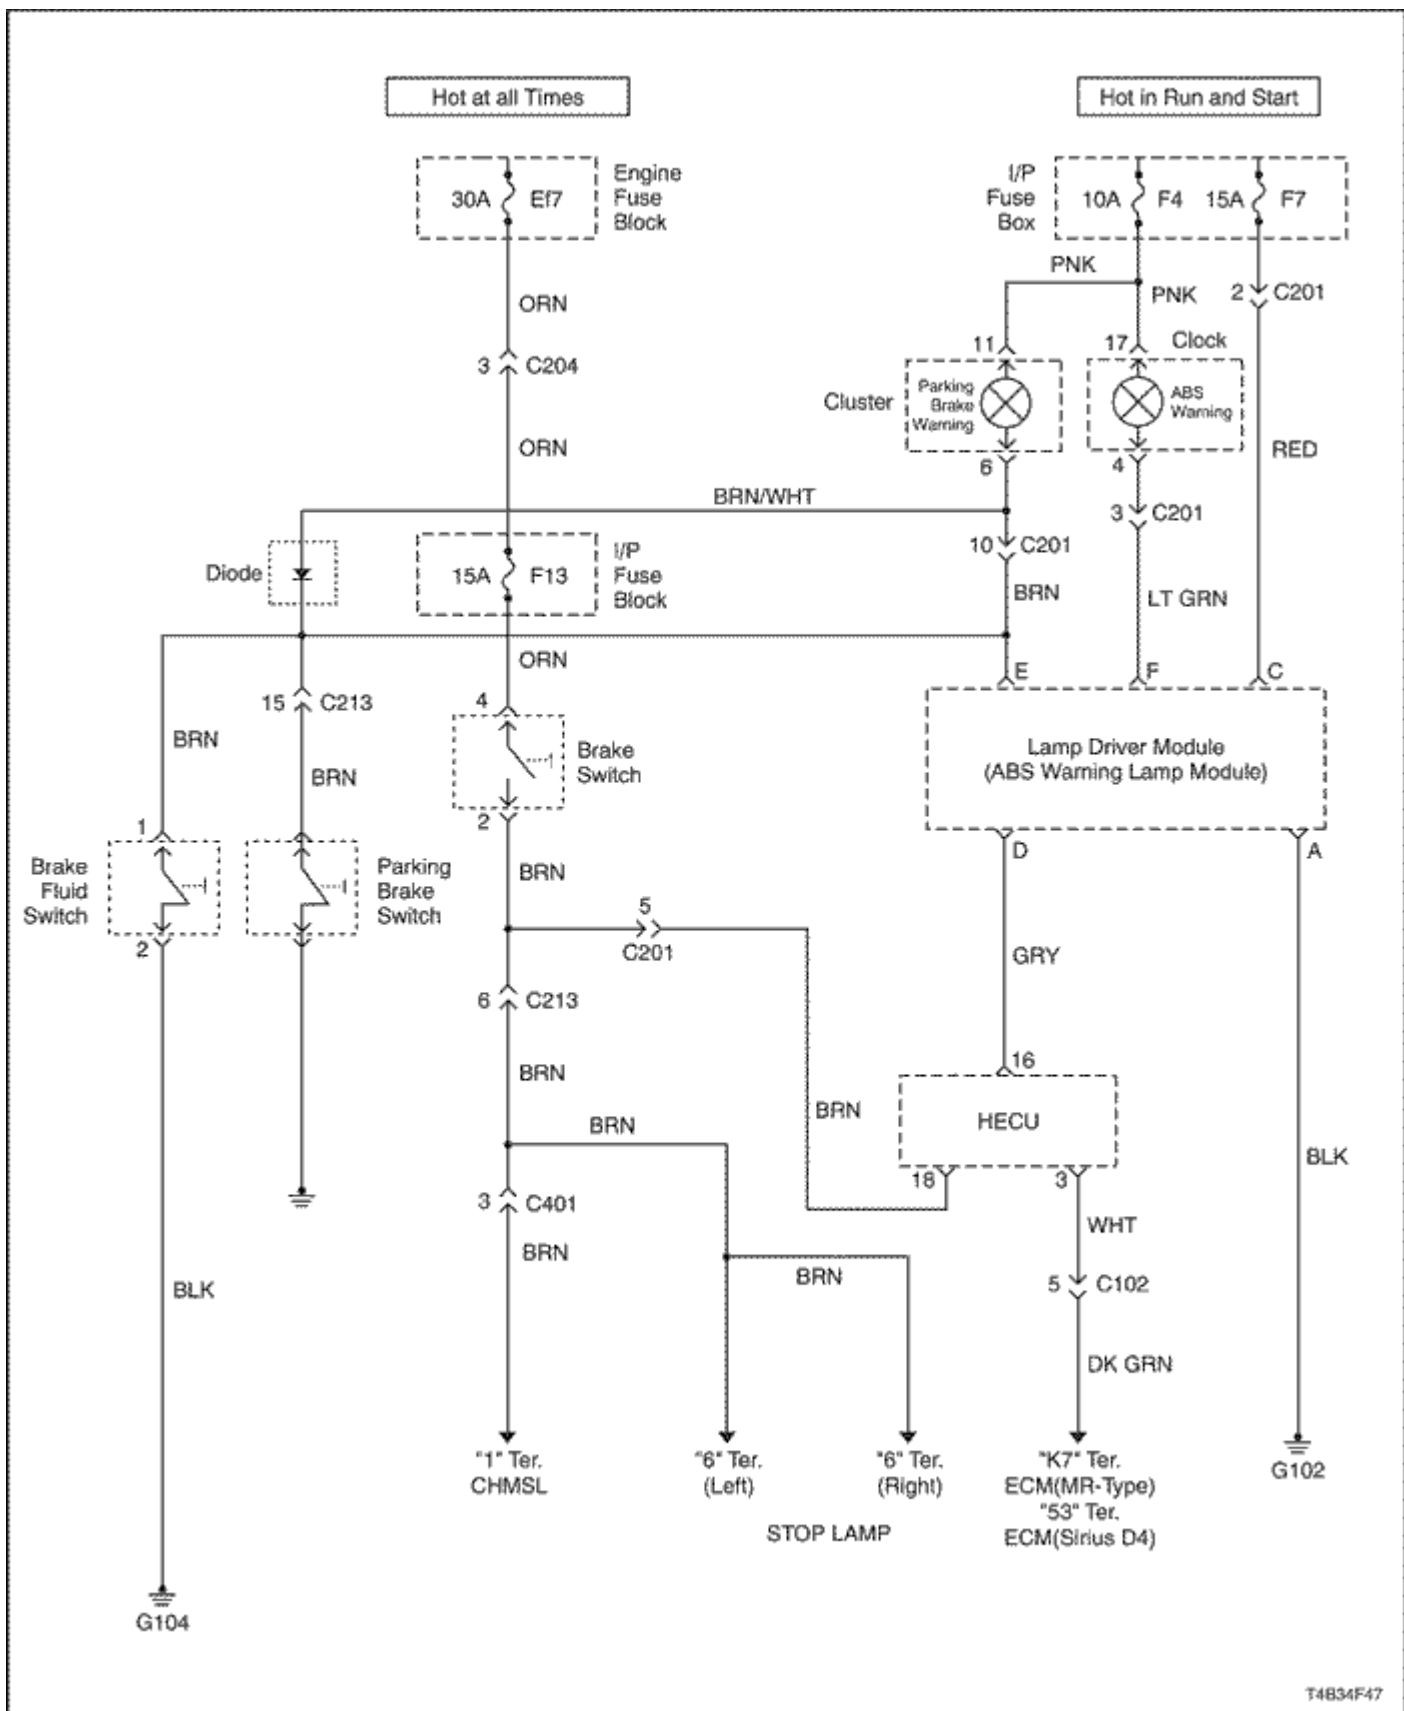 Hot at all Times
Hot in Run and Start
30A
Ef7
Engine
Fuse
Block
I/P
Fuse
Box
10A
F4
15A
F7
PNK
PNK
2
C201
ORN
3
C204
11
17
Clock
Cluster
Parking
Brake
Warning
ABS
Warning
6
4
ORN
RED
BRN/WHT
3
C201
10
C201
Diode
15A
F13
I/P
Fuse
Block
BRN
LT GRN
ORN
E
F
C
15
C213
4
BRN
BRN
Brake
Switch
Lamp Driver Module
(ABS Warning Lamp Module)
2
D
A
1
Brake
Fluid
Switch
Parking
Brake
Switch
2
BRN
5
C201
GRY
6
C213
BRN
16
HECU
BRN
BRN
18
3
BLK
3
C401
WHT
BRN
BRN
5
C102
BLK
DK GRN
"1" Ter.
CHMSL
"6" Ter.
(Left)
"6" Ter.
(Right)
STOP LAMP
"K7" Ter.
ECM(MR-Type)
"53" Ter.
ECM(Sirius D4)
G102
G104
T4B34F47